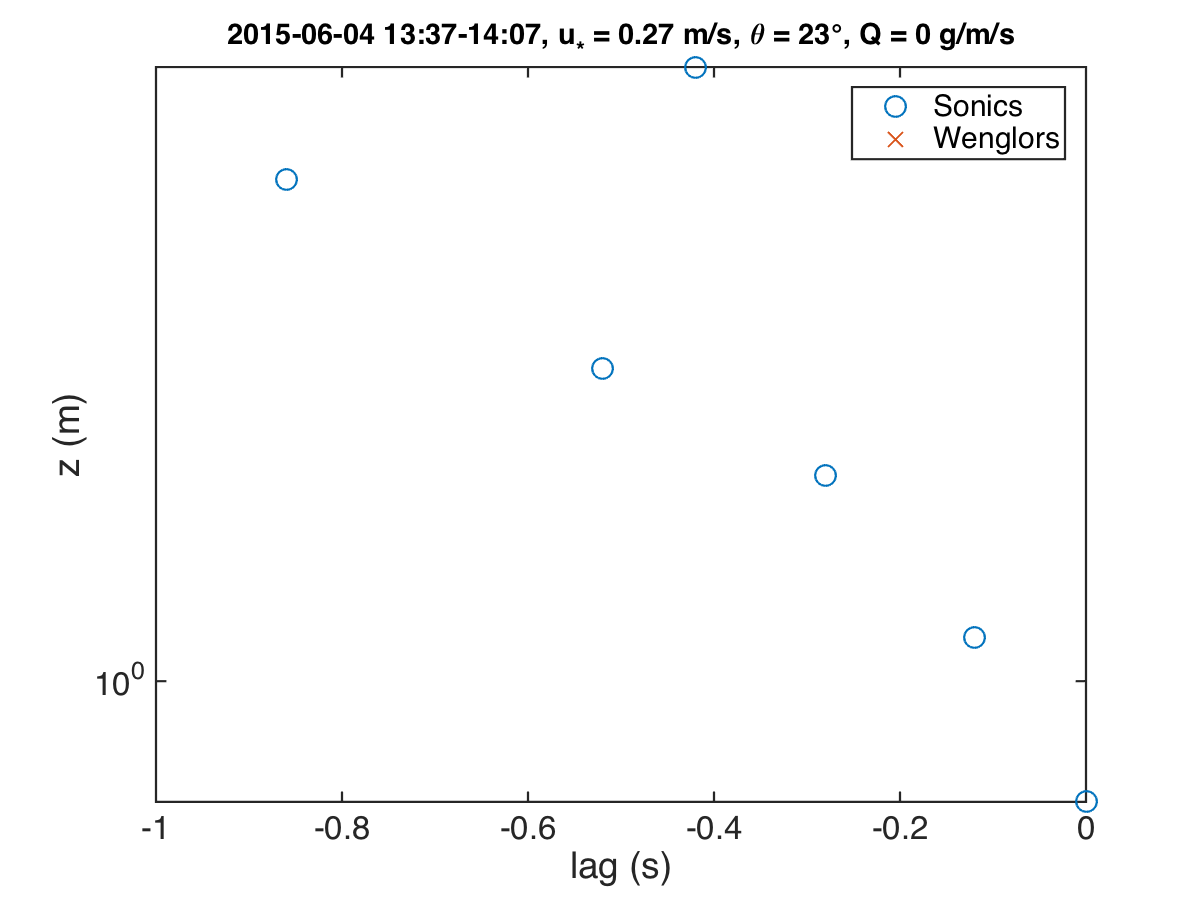 2015-06-04 13:37-14:07, u* = 0.27 m/s, θ = 23°, Q = 0 g/m/s
Sonics
Wenglors
z (m)
10^0
-1 -0.8 -0.6 -0.4 -0.2 0
lag (s)